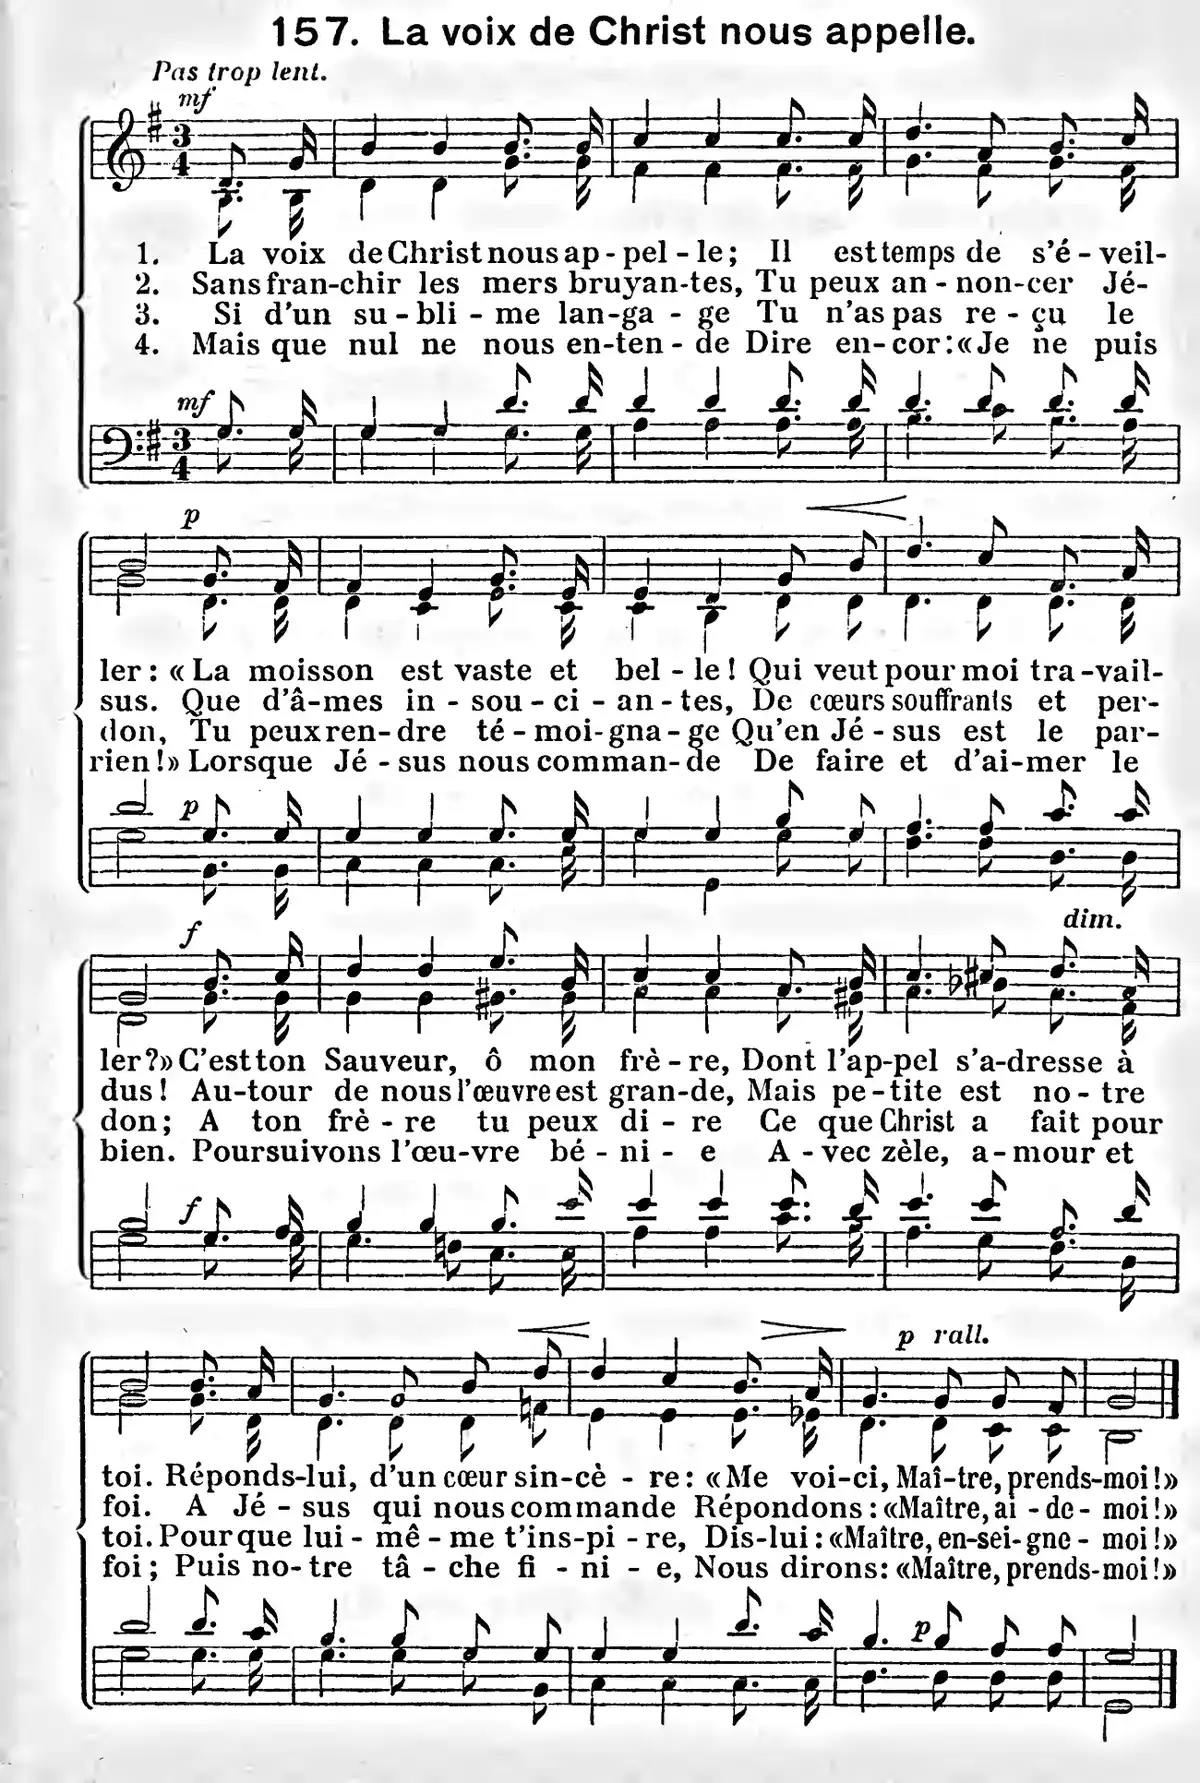 157. La voix de Christ nous appelle.
Pas trop lent.
mf
3
4
1. La voix de Christ nous ap - pel - le; Il est temps de s'é - veil-
2. Sans fran-chir les mers bruyan-tes, Tu peux an - non-cer Jé-
3. Si d'un su - bli - me lan-ga - ge Tu n'as pas re - çu le
4. Mais que nul ne nous en-ten - de Dire en-cor: «Je ne puis
mf
3
4
p
ler: «La moisson est vaste et bel - le! Qui veut pour moi tra-vail-
sus. Que d'â-mes in - sou - ci - an - tes, De cœurs souffrants et per-
don, Tu peux ren - dre té - moi-gna - ge Qu'en Jé - sus est le par-
rien!» Lorsque Jé - sus nous comman-de De faire et d'ai-mer le
p
f dim.
ler?» C'est ton Sauveur, ô mon frè - re, Dont l'ap-pel s'a-dresse à
dus! Au-tour de nous l'œuvre est gran-de, Mais pe-tite est no - tre
don; A ton frè - re tu peux di - re Ce que Christ a fait pour
bien. Poursuivons l'œu-vre bé - ni - e A - vec zèle, a-mour et
f
p rall.
toi. Réponds-lui, d'un cœur sin-cè - re: «Me voi-ci, Maî-tre, prends-moi!»
foi. A Jé - sus qui nous commande Répondons: «Maître, ai - de - moi!»
toi. Pour que lui - mê - me t'ins-pi - re, Dis-lui: «Maître, en-sei-gne - moi!»
foi; Puis no-tre tâ - che fi - ni - e, Nous dirons: «Maître, prends-moi!»
p